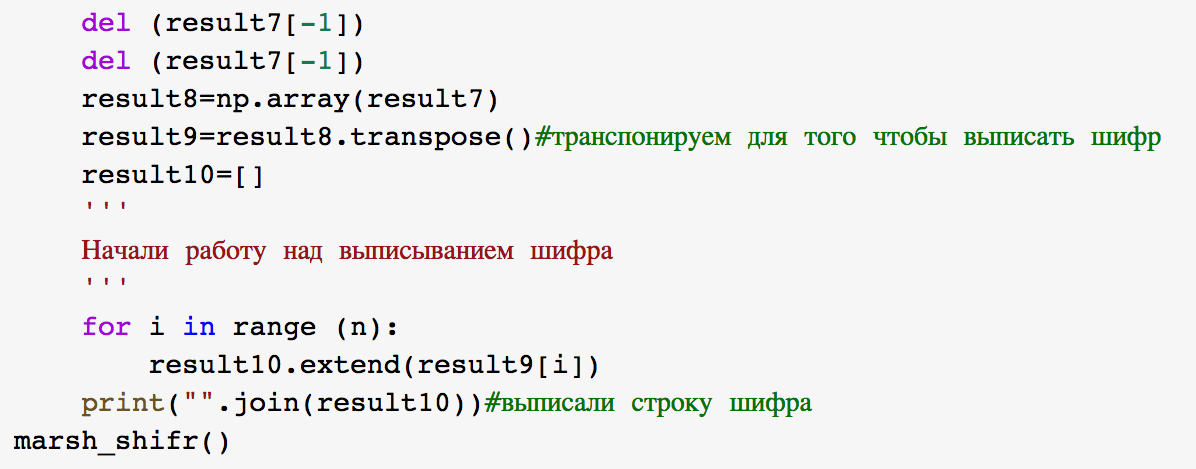 del (result7[-1])
del (result7[-1])
result8=np.array(result7)
result9=result8.transpose()#транспонируем для того чтобы выписать шифр
result10=[]
'''
Начали работу над выписыванием шифра
'''
for i in range (n):
result10.extend(result9[i])
print("".join(result10))#выписали строку шифра
marsh_shifr()